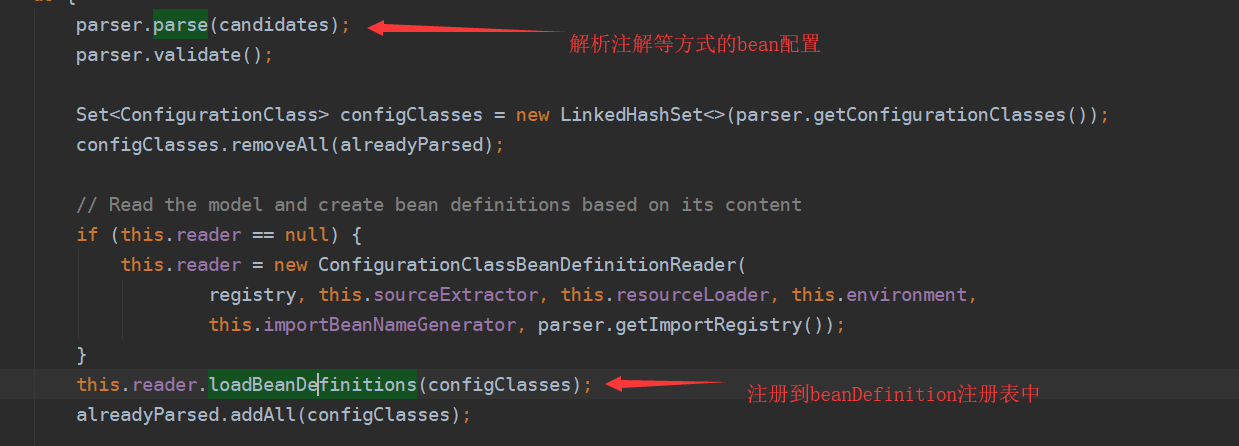 parser.parse(candidates);
解析注解等方式的bean配置
parser.validate();
Set<ConfigurationClass> configClasses = new LinkedHashSet<>(parser.getConfigurationClasses());
configClasses.removeAll(alreadyParsed);
// Read the model and create bean definitions based on its content
if (this.reader == null) {
this.reader = new ConfigurationClassBeanDefinitionReader(
registry, this.sourceExtractor, this.resourceLoader, this.environment,
this.importBeanNameGenerator, parser.getImportRegistry());
}
this.reader.loadBeanDefinitions(configClasses);
注册到beanDefinition注册表中
alreadyParsed.addAll(configClasses);